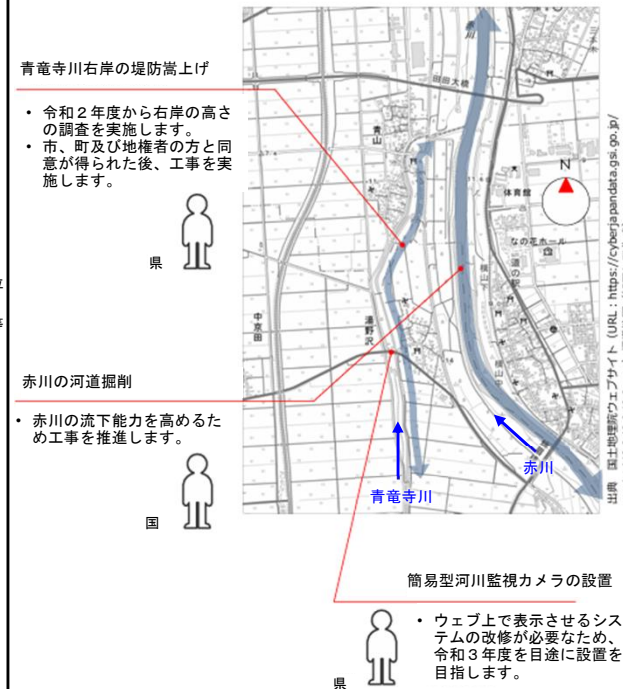 青竜寺川右岸の堤防嵩上げ
• 令和２年度から右岸の高さ
の調査を実施します。
• 市、町及び地権者の方と同
意が得られた後、工事を実
施します。
県
赤川の河道掘削
• 赤川の流下能力を高めるた
め工事を推進します。
国
赤川
青山
体育館
N
なの花ホール
道の駅
横山下
横山中
湯野沢
中京田
赤川
青竜寺川
簡易型河川監視カメラの設置
• ウェブ上で表示させるシス
テムの改修が必要なため、
令和３年度を目途に設置を
目指します。
県
出典　国土地理院ウェブサイト（URL：https://cyberjapandata.gsi.go.jp/